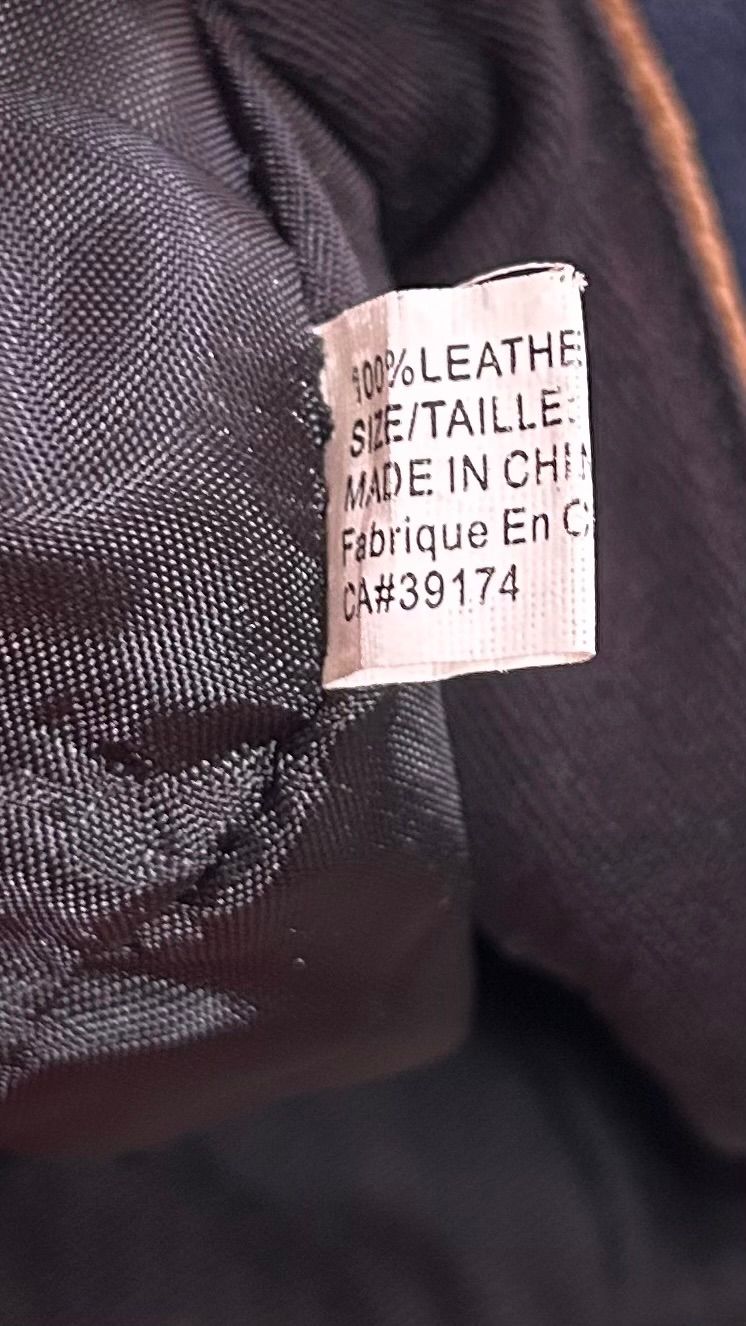 100%LEATHE
SIZE/TAILLE:
MADE IN CHIN
Fabrique En C
CA#39174